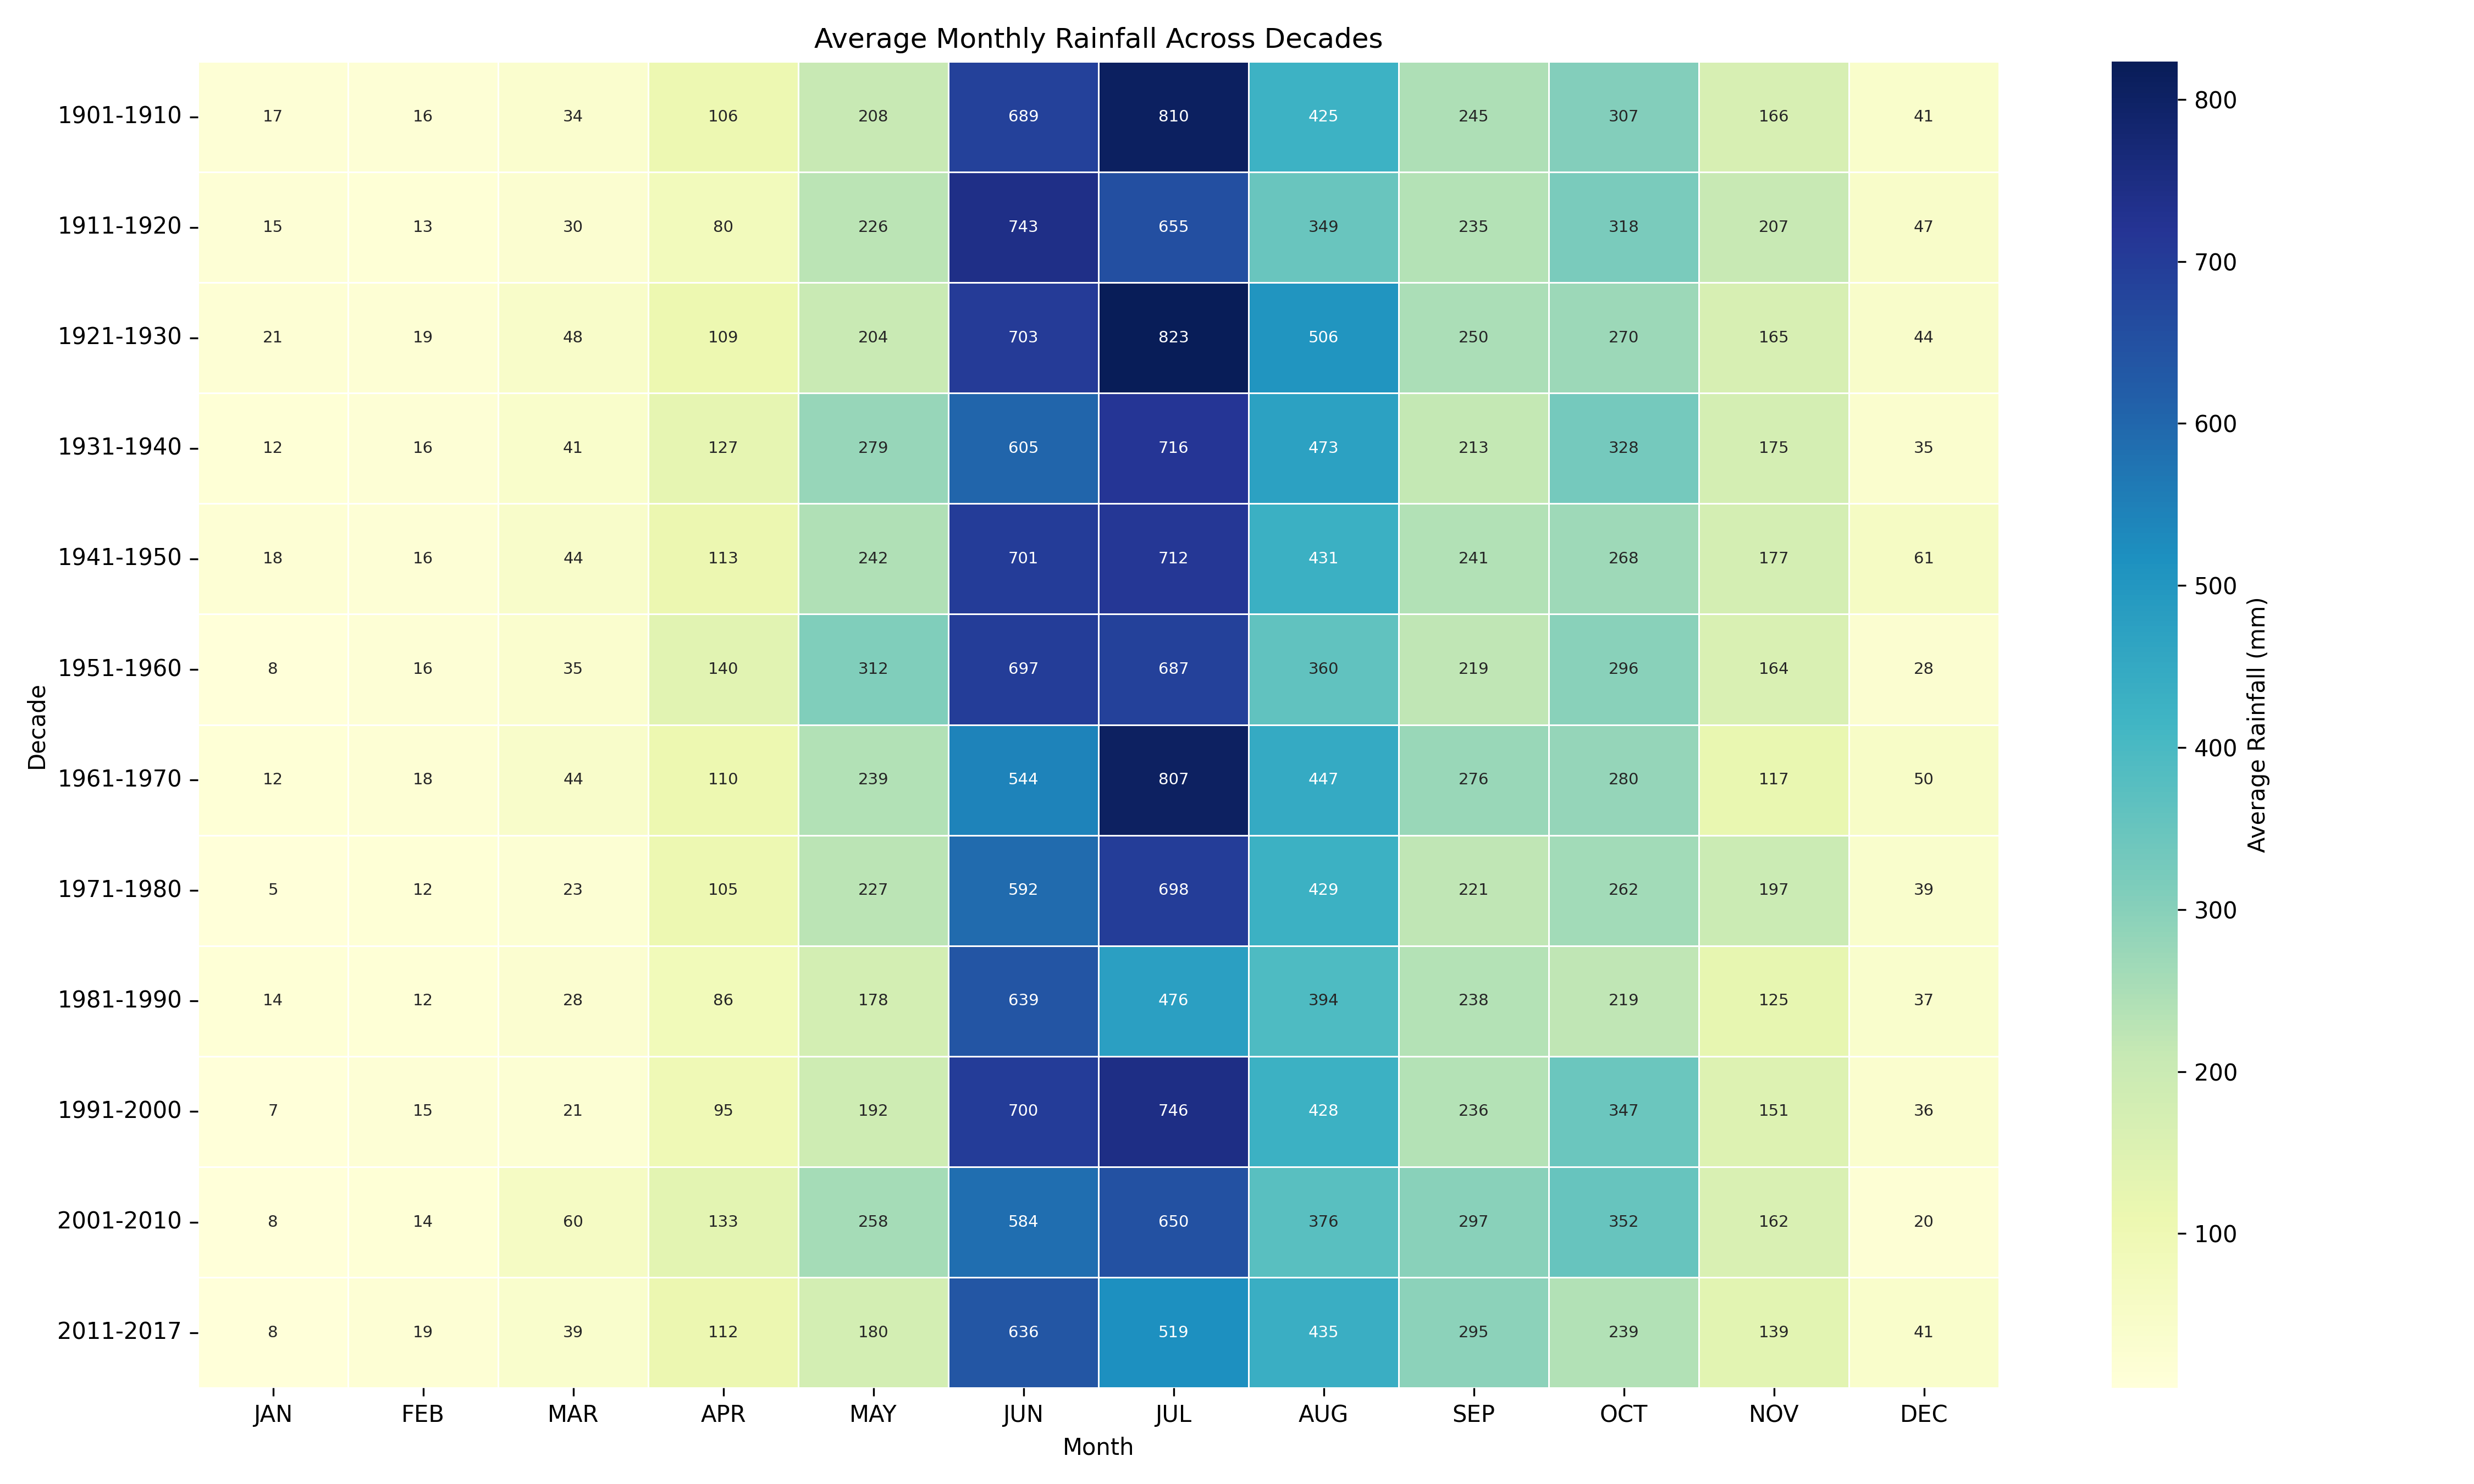 Average Monthly Rainfall Across Decades
1901-1910 17 16 34 106 208 689 810 425 245 307 166 41
1911-1920 15 13 30 80 226 743 655 349 235 318 207 47
1921-1930 21 19 48 109 204 703 823 506 250 270 165 44
1931-1940 12 16 41 127 279 605 716 473 213 328 175 35
1941-1950 18 16 44 113 242 701 712 431 241 268 177 61
1951-1960 8 16 35 140 312 697 687 360 219 296 164 28
1961-1970 12 18 44 110 239 544 807 447 276 280 117 50
1971-1980 5 12 23 105 227 592 698 429 221 262 197 39
1981-1990 14 12 28 86 178 639 476 394 238 219 125 37
1991-2000 7 15 21 95 192 700 746 428 236 347 151 36
2001-2010 8 14 60 133 258 584 650 376 297 352 162 20
2011-2017 8 19 39 112 180 636 519 435 295 239 139 41
JAN FEB MAR APR MAY JUN JUL AUG SEP OCT NOV DEC
Month
Decade
800
700
600
500
400
300
200
100
Average Rainfall (mm)